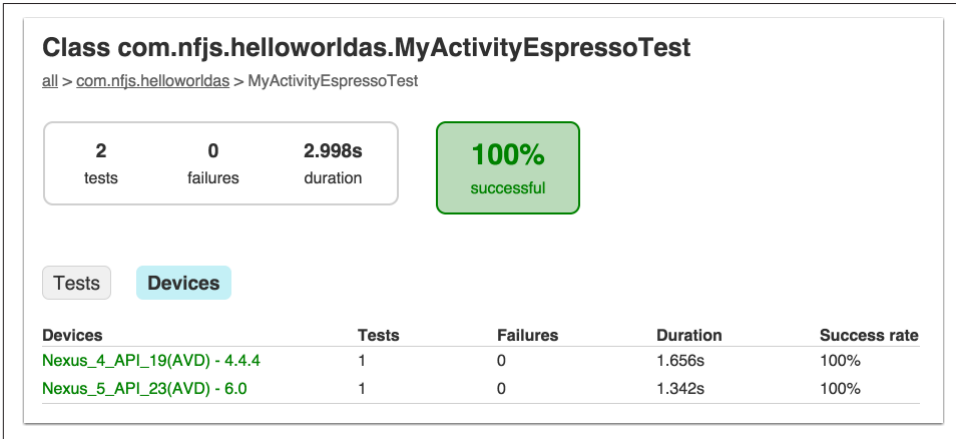 Class com.nfjs.helloworldas.MyActivityEspressoTest
all > com.nfjs.helloworldas > MyActivityEspressoTest
2 0 2.998s 100%
tests failures duration successful
Tests Devices
Devices Tests Failures Duration Success rate
Nexus_4_API_19(AVD) - 4.4.4 1 0 1.656s 100%
Nexus_5_API_23(AVD) - 6.0 1 0 1.342s 100%